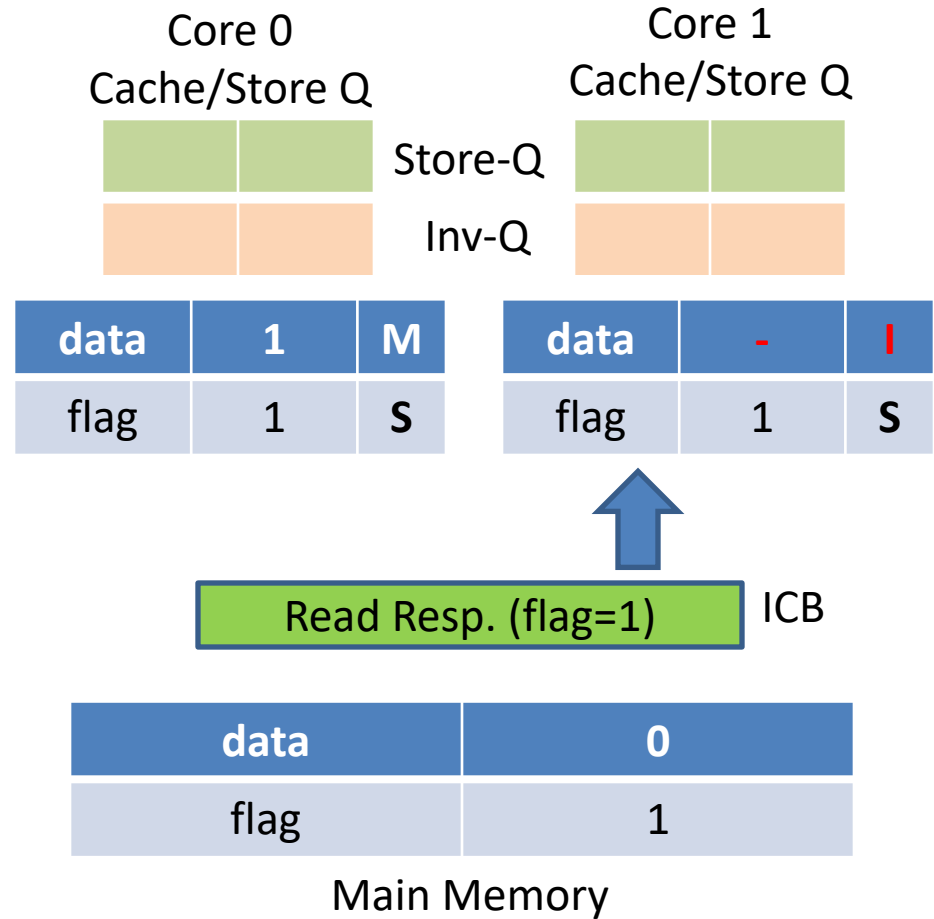 Core 0
Cache/Store Q
Core 1
Cache/Store Q
Store-Q
Inv-Q
data 1 M
flag 1 S
data - I
flag 1 S
Read Resp. (flag=1)
ICB
data 0
flag 1
Main Memory